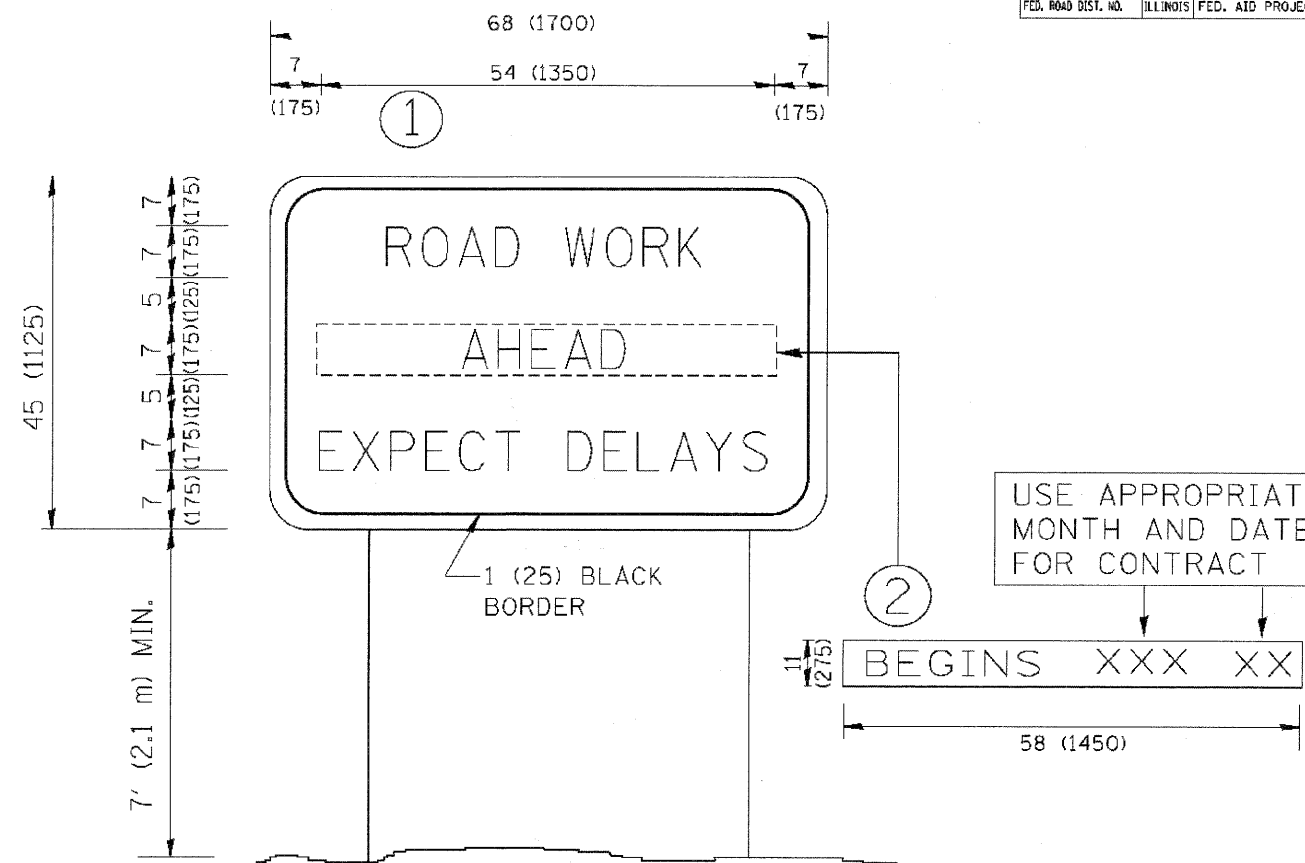 FED. ROAD DIST. NO. ILLINOIS FED. AID PROJEC
68 (1700)
7 54 (1350) 7
(175) (175)
1
45 (1125)
7 (175)
7 (175)
5 (125)
7 (175)
5 (125)
7 (175)
7 (175)
ROAD WORK
AHEAD
EXPECT DELAYS
1 (25) BLACK
BORDER
7' (2.1 m) MIN.
2
USE APPROPRIAT
MONTH AND DATE
FOR CONTRACT
11 (275)
BEGINS XXX XX
58 (1450)